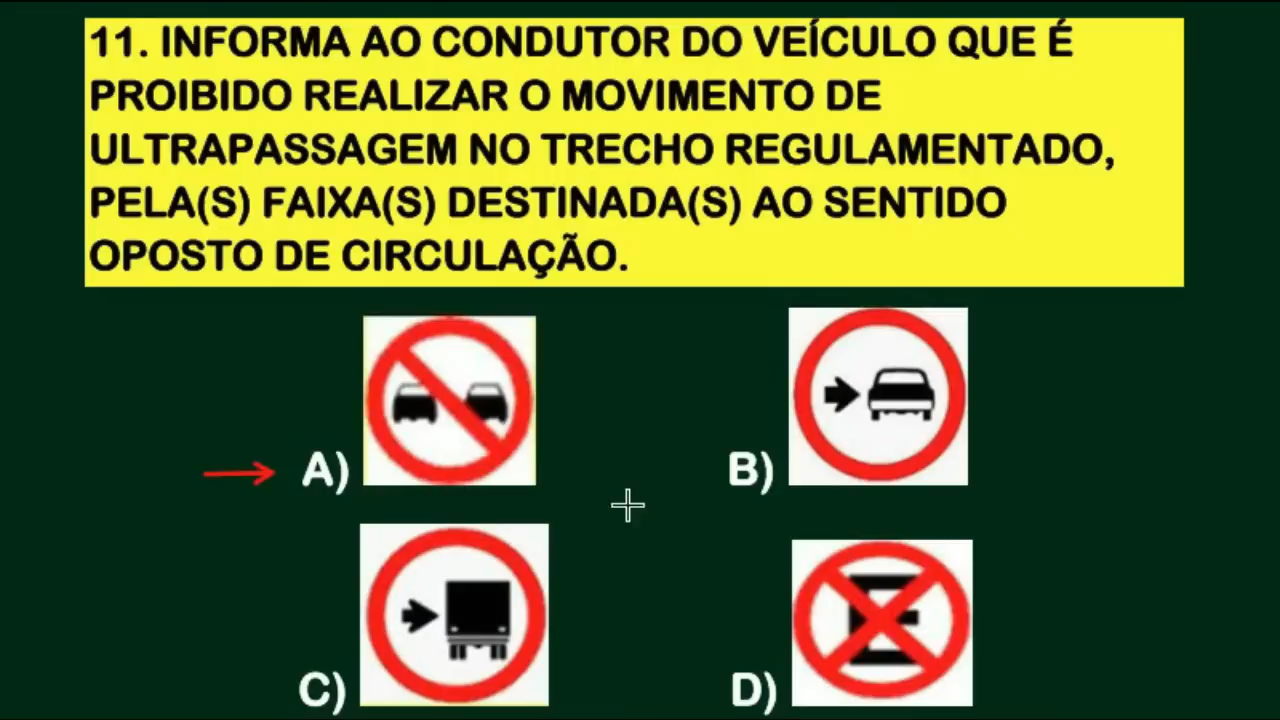 11. INFORMA AO CONDUTOR DO VEÍCULO QUE É
PROIBIDO REALIZAR O MOVIMENTO DE
ULTRAPASSAGEM NO TRECHO REGULAMENTADO,
PELA(S) FAIXA(S) DESTINADA(S) AO SENTIDO
OPOSTO DE CIRCULAÇÃO.
A)
B)
C)
D)
E